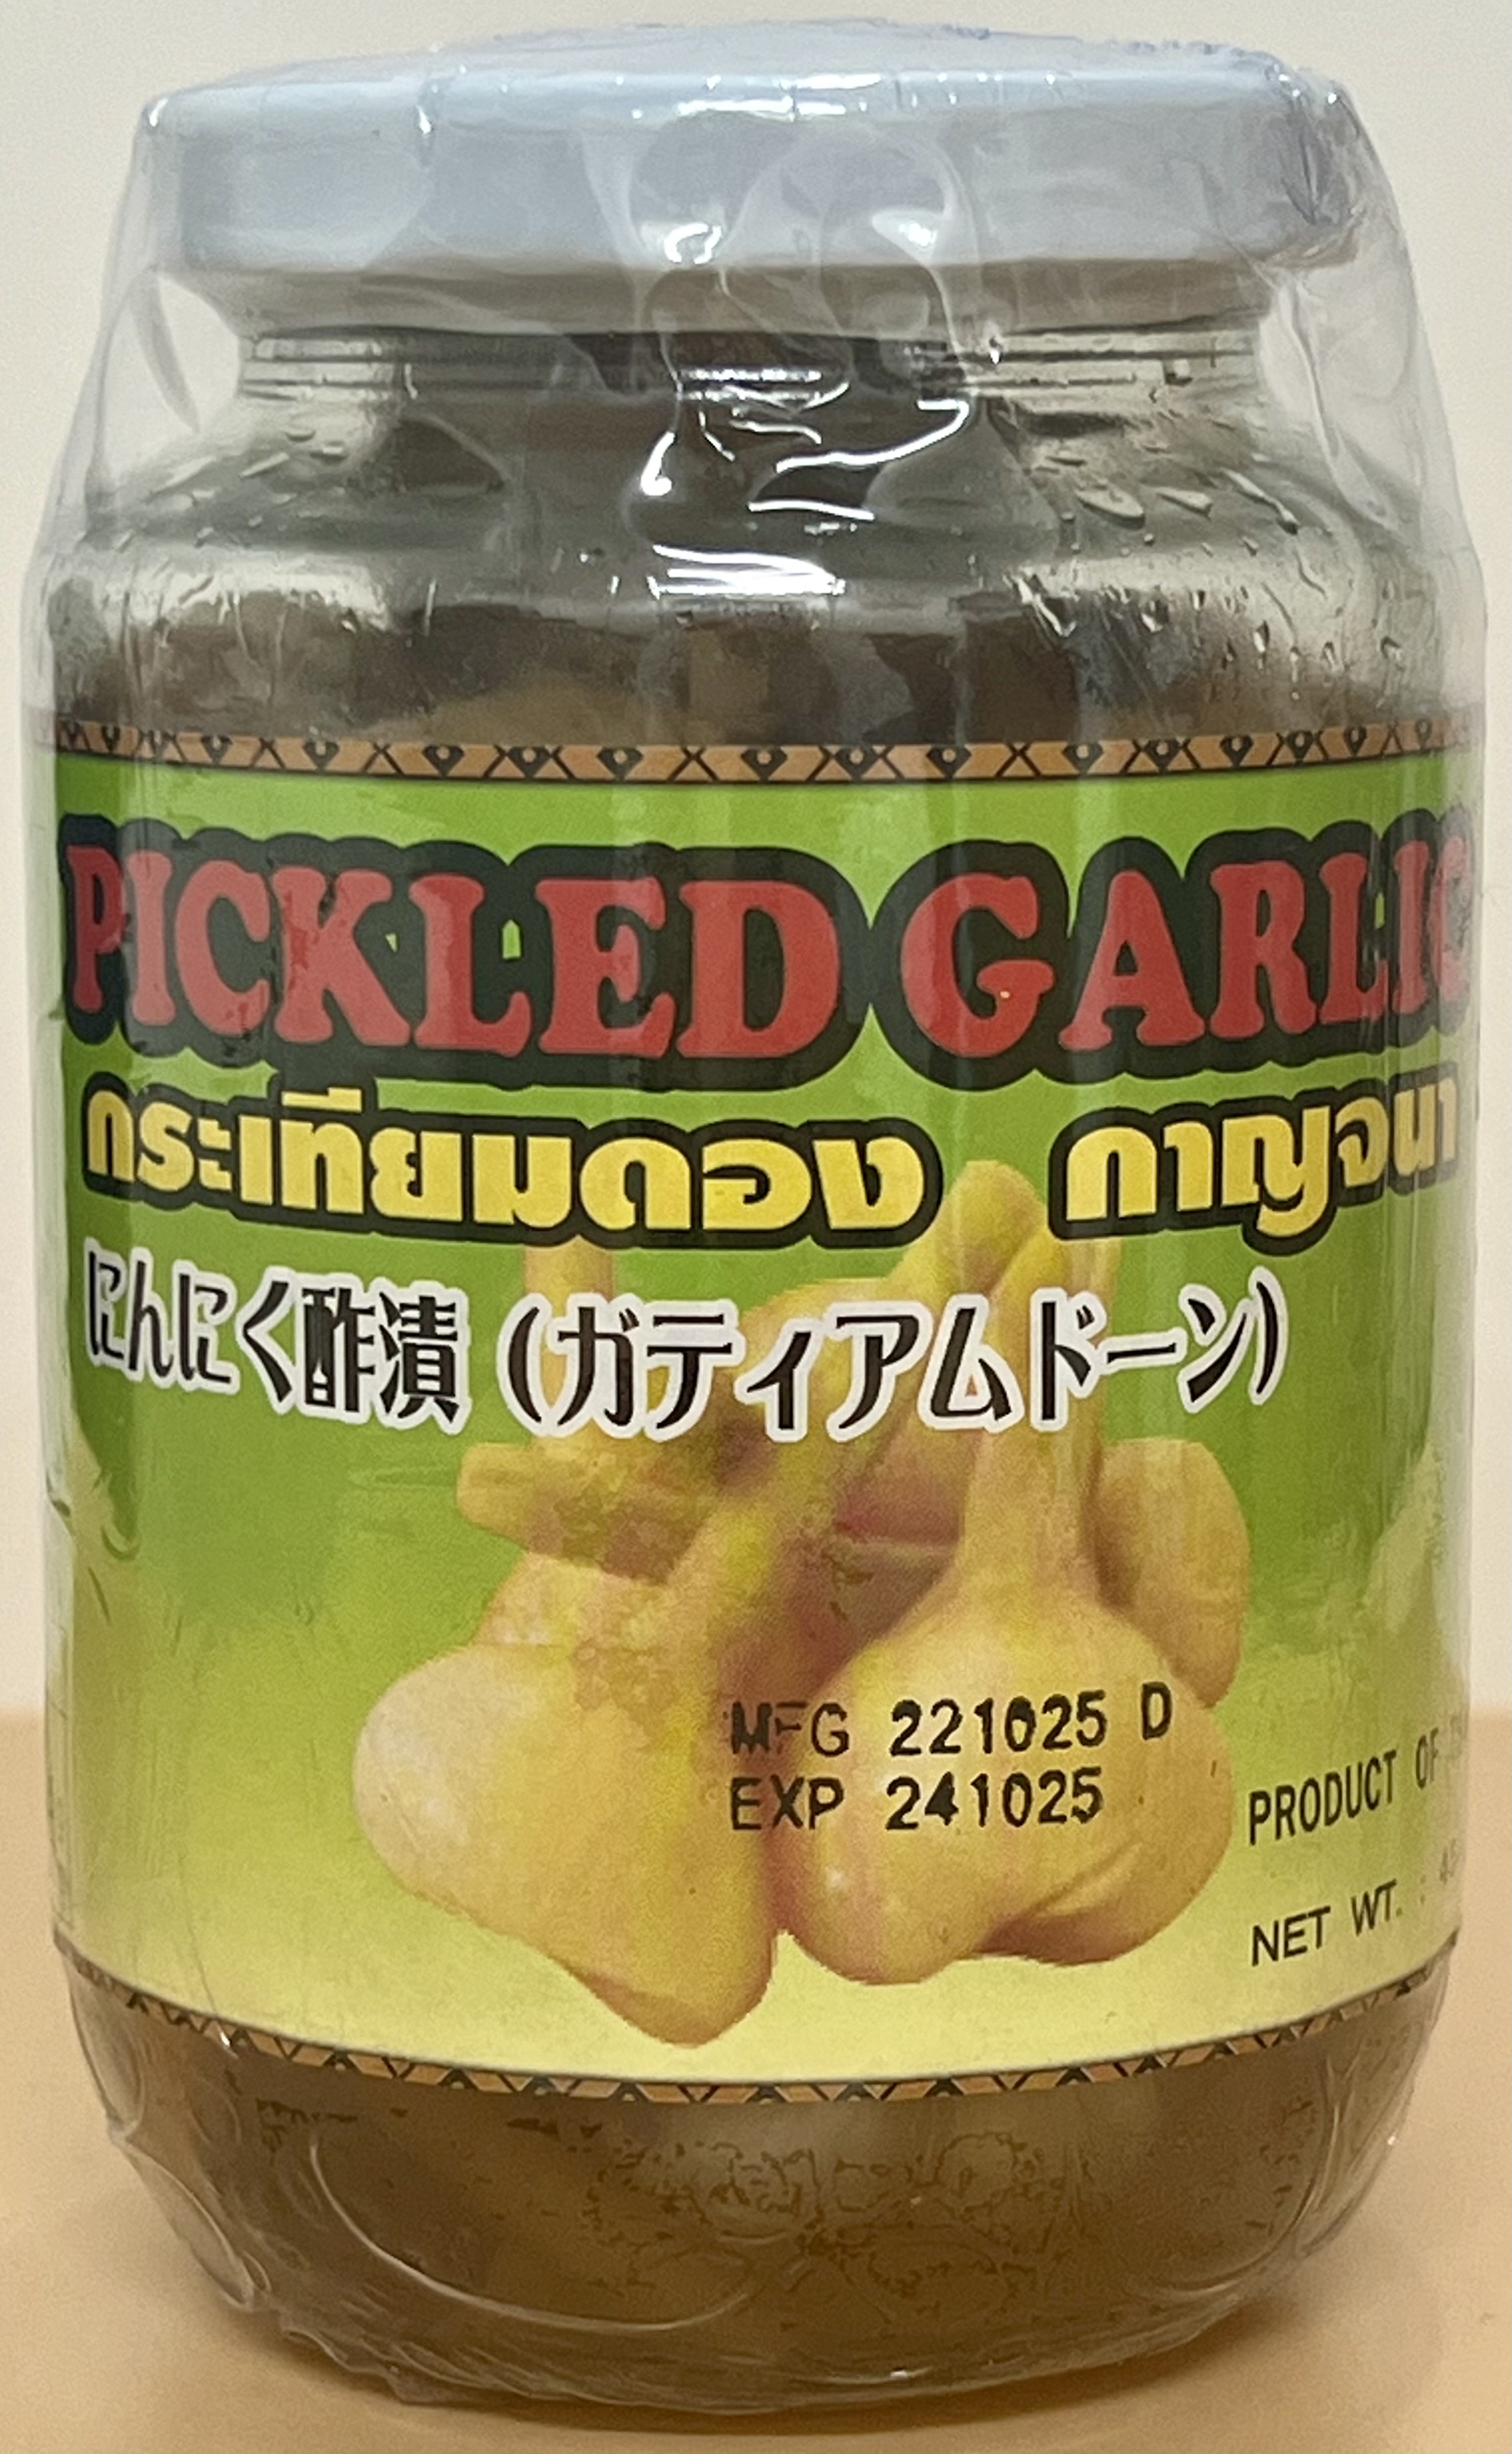 PICKLED GARLIC
กระเทียมดอง กาญจนา
にんにく酢漬 (ガティアムドーン)
MFG 221025 D
EXP 241025
PRODUCT OF
NET WT. :